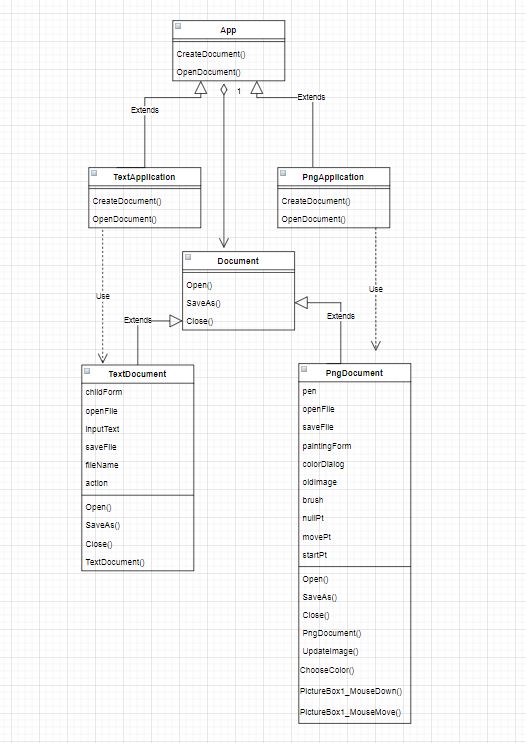 App
CreateDocument()
OpenDocument()
1
Extends
Extends
TextApplication
CreateDocument()
OpenDocument()
PngApplication
CreateDocument()
OpenDocument()
Document
Open()
SaveAs()
Close()
Use
Use
Extends
Extends
TextDocument
childForm
openFile
inputText
saveFile
fileName
action
Open()
SaveAs()
Close()
TextDocument()
PngDocument
pen
openFile
saveFile
paintingForm
colorDialog
oldImage
brush
nullPt
movePt
startPt
Open()
SaveAs()
Close()
PngDocument()
UpdateImage()
ChooseColor()
PictureBox1_MouseDown()
PictureBox1_MouseMove()